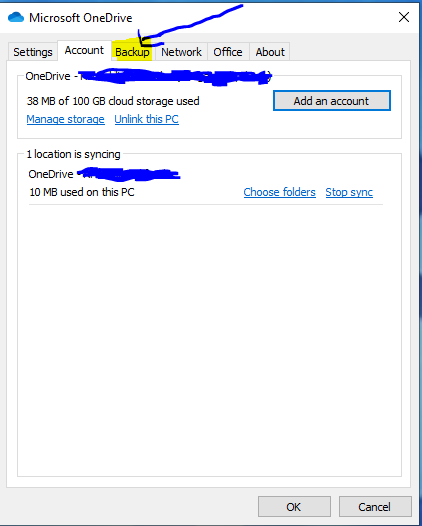 Microsoft OneDrive
Settings Account Backup Network Office About
OneDrive -
38 MB of 100 GB cloud storage used
Add an account
Manage storage Unlink this PC
1 location is syncing
OneDrive -
10 MB used on this PC
Choose folders Stop sync
OK Cancel